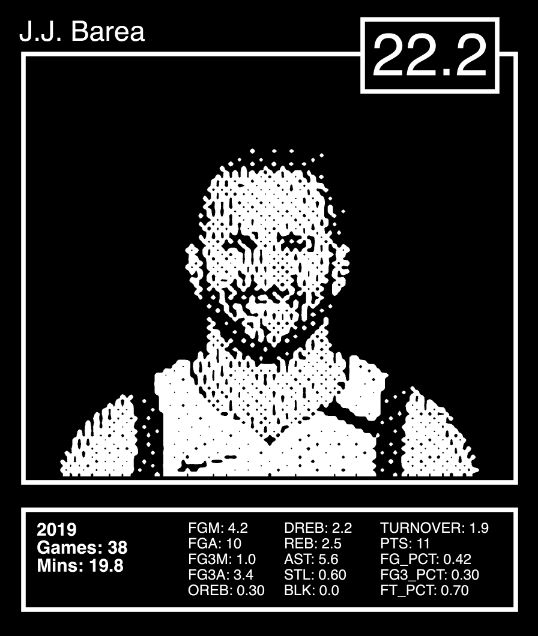 J.J. Barea
22.2
2019
Games: 38
Mins: 19.8
FGM: 4.2
FGA: 10
FG3M: 1.0
FG3A: 3.4
OREB: 0.30
DREB: 2.2
REB: 2.5
AST: 5.6
STL: 0.60
BLK: 0.0
TURNOVER: 1.9
PTS: 11
FG_PCT: 0.42
FG3_PCT: 0.30
FT_PCT: 0.70